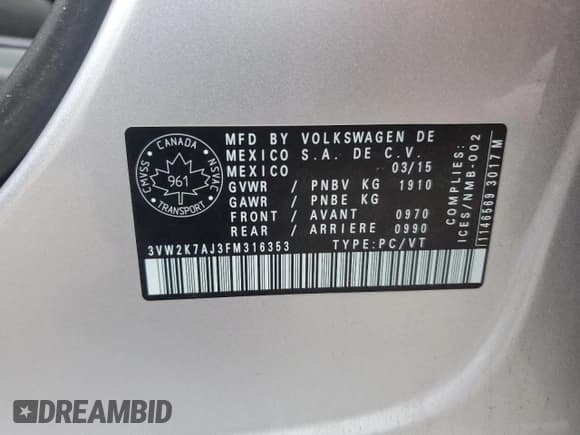 CANADA
CMVSS
NSVAC
961
TRANSPORT
MFD BY VOLKSWAGEN DE
MEXICO S.A. DE C.V.
MEXICO 03/15
GVWR / PNBV KG 1910
GAWR / PNBE KG
FRONT / AVANT 0970
REAR / ARRIERE 0990
3VW2K7AJ3FM316353 TYPE:PC/VT
COMPLIES:
ICES/NMB-002
1146569 3017 M
DREAMBID